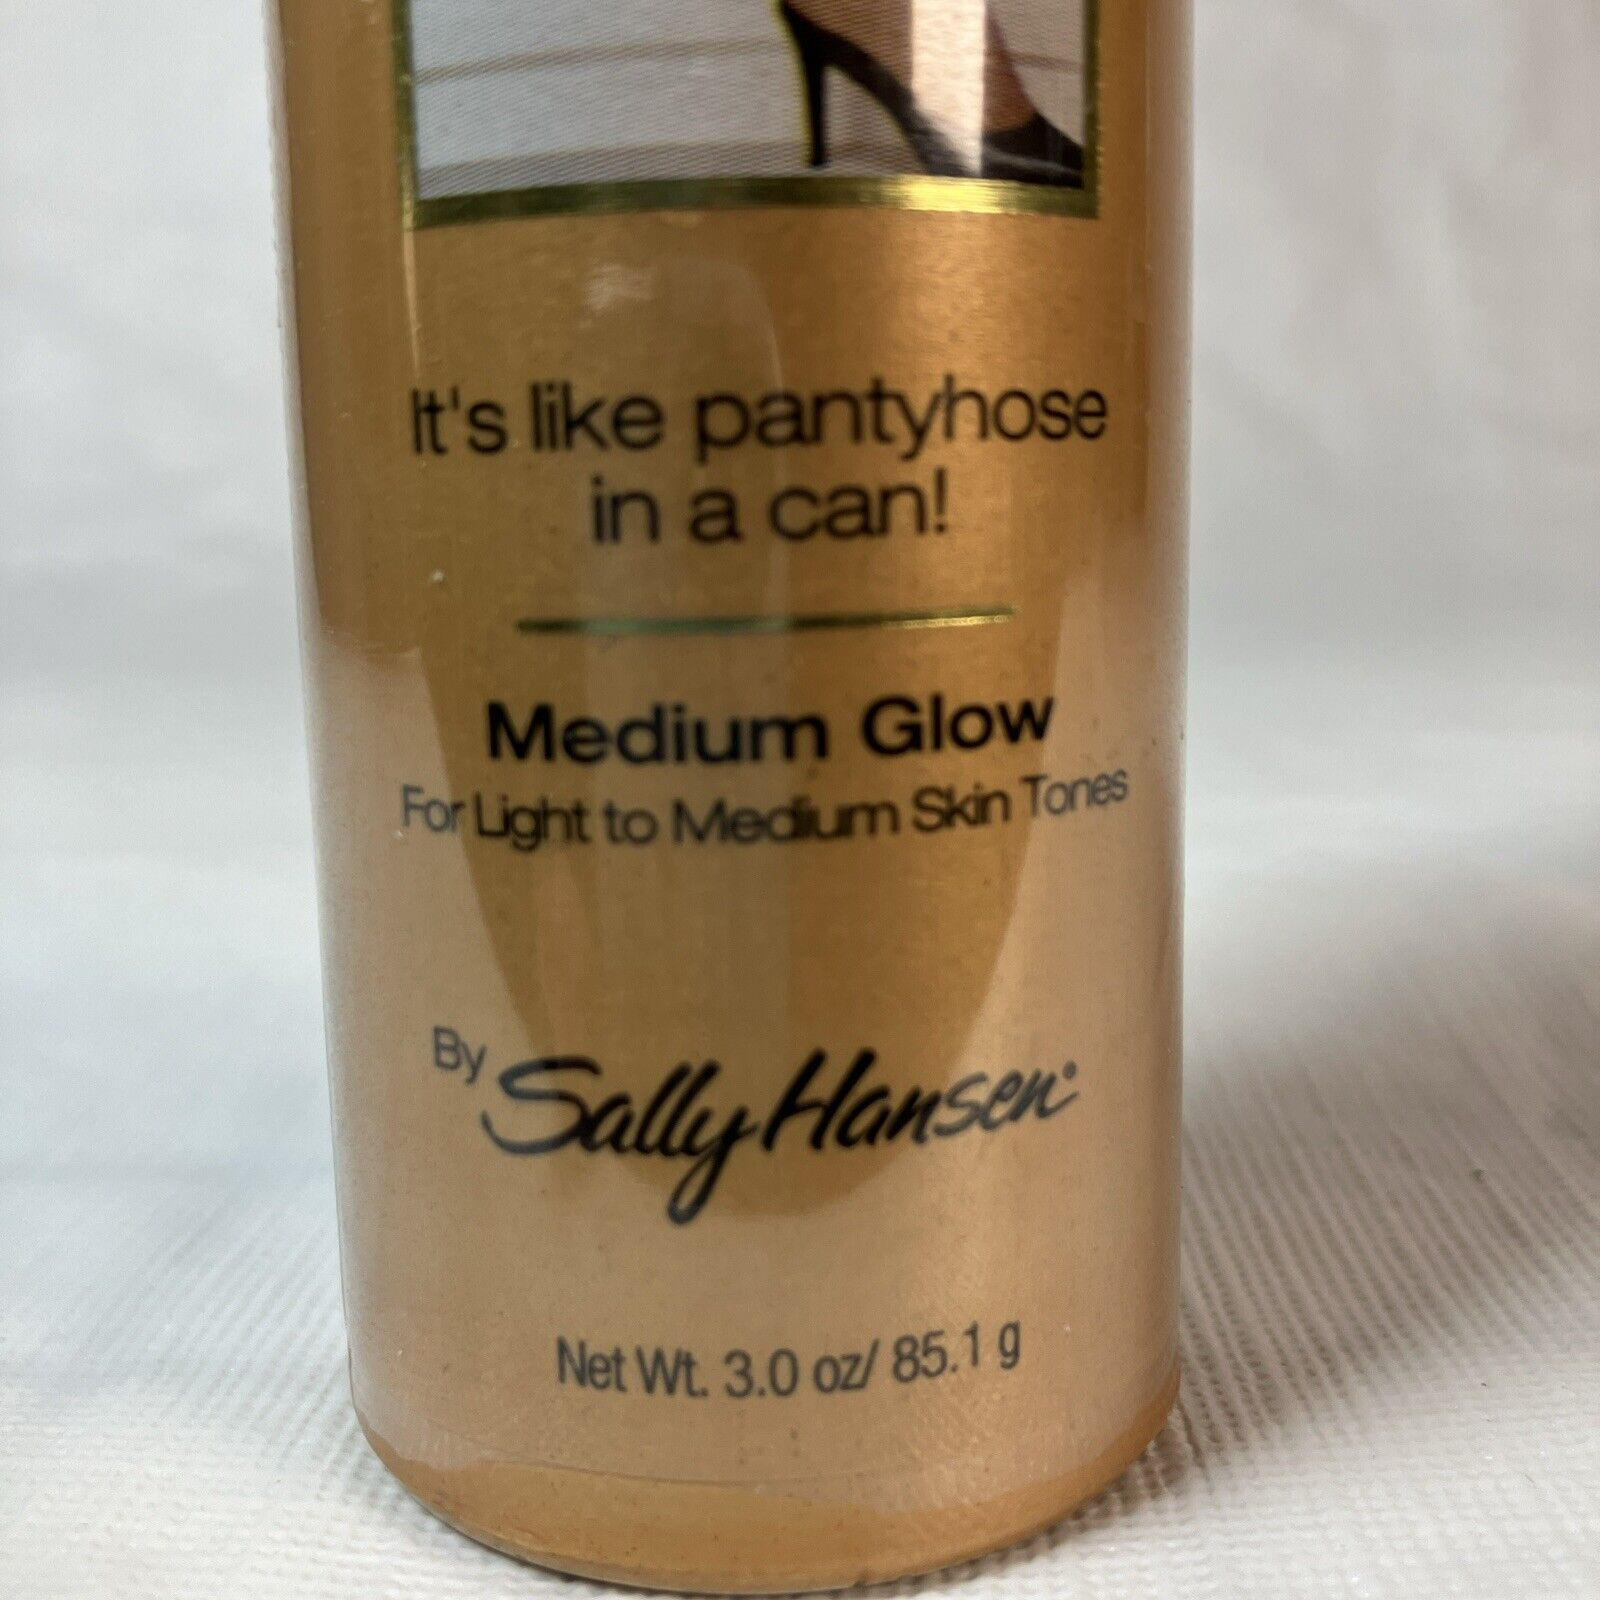 It's like pantyhose
in a can!
Medium Glow
For Light to Medium Skin Tones
By Sally Hansen®
Net Wt. 3.0 oz/ 85.1 g